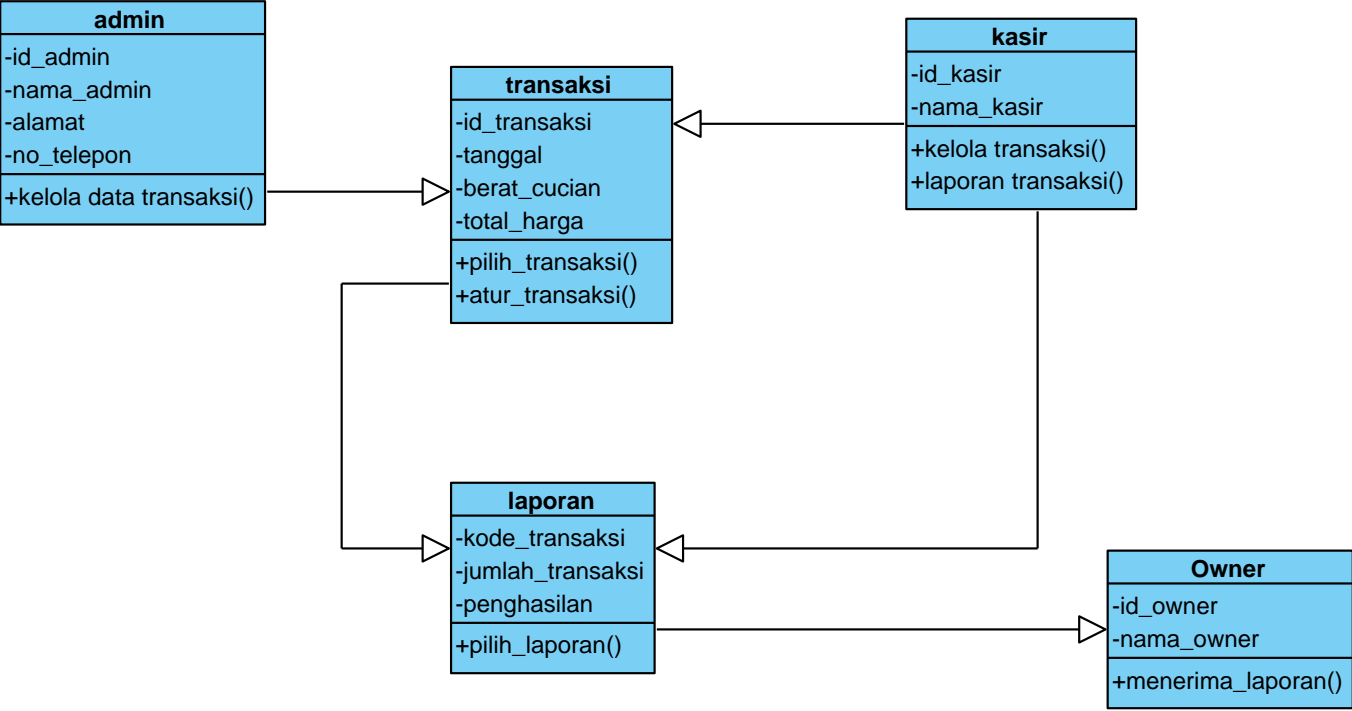 admin
-id_admin
-nama_admin
-alamat
-no_telepon
+kelola data transaksi()
transaksi
-id_transaksi
-tanggal
-berat_cucian
-total_harga
+pilih_transaksi()
+atur_transaksi()
kasir
-id_kasir
-nama_kasir
+kelola transaksi()
+laporan transaksi()
laporan
-kode_transaksi
-jumlah_transaksi
-penghasilan
+pilih_laporan()
Owner
-id_owner
-nama_owner
+menerima_laporan()